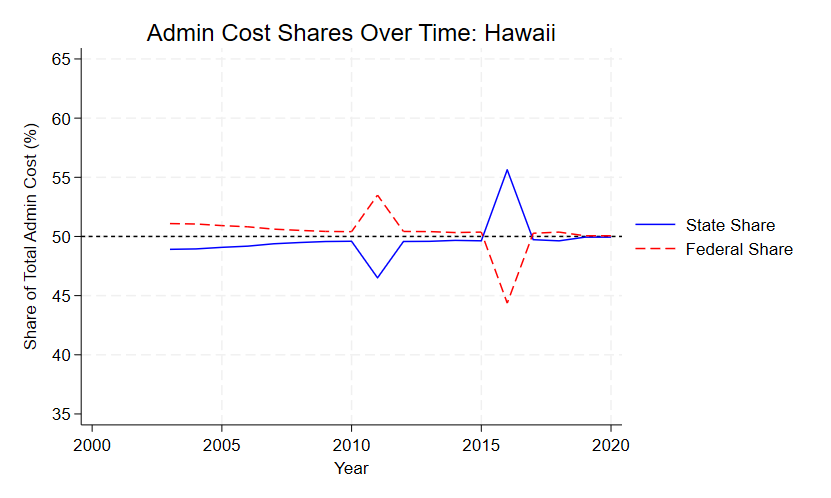 Admin Cost Shares Over Time: Hawaii
Share of Total Admin Cost (%)
65
60
55
50
45
40
35
2000
2005
2010
2015
2020
Year
State Share
Federal Share